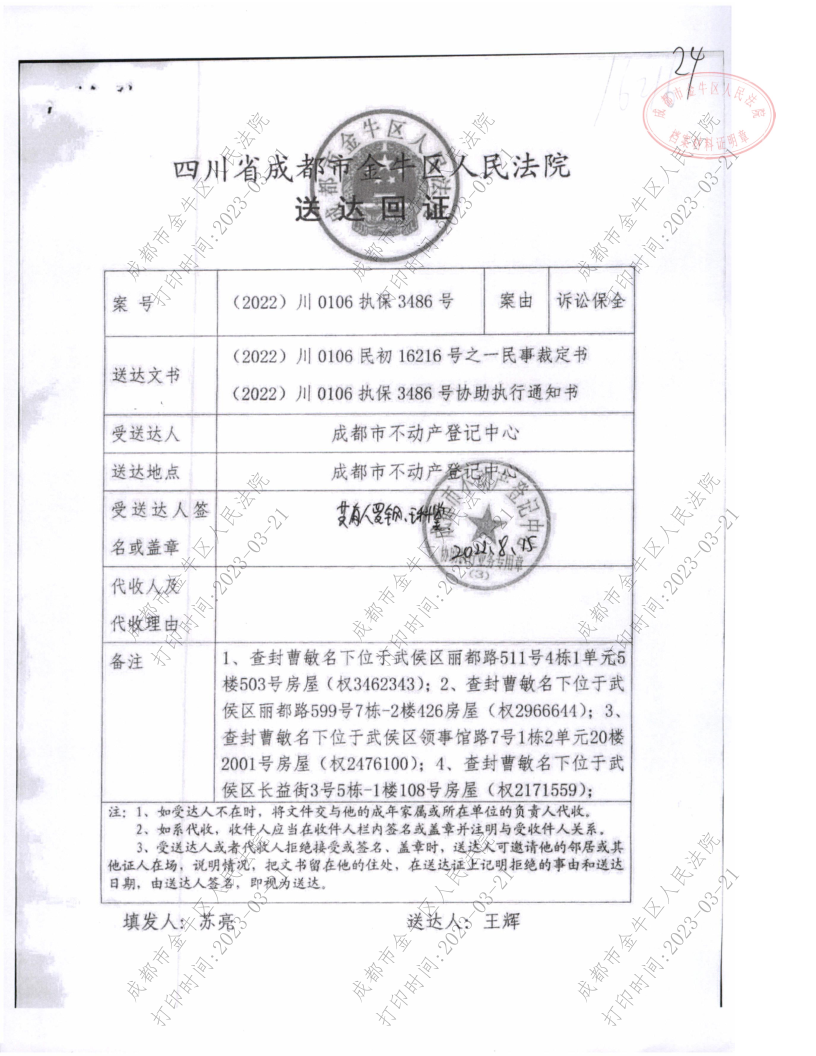 24
成都市金牛区人民法院
档案材料证明章
四川省成都市金牛区人民法院
送达回证
案号 （2022）川0106执保3486号 案由 诉讼保全
送达文书 （2022）川0106民初16216号之一民事裁定书
（2022）川0106执保3486号协助执行通知书
受送达人 成都市不动产登记中心
送达地点 成都市不动产登记中心
受送达人签
名或盖章
2022.8.15
（3）
代收人及
代收理由
备注 1、查封曹敏名下位于武侯区丽都路511号4栋1单元5
楼503号房屋（权3462343）；2、查封曹敏名下位于武
侯区丽都路599号7栋-2楼426房屋（权2966644）；3、
查封曹敏名下位于武侯区领事馆路7号1栋2单元20楼
2001号房屋（权2476100）；4、查封曹敏名下位于武
侯区长益街3号5栋-1楼108号房屋（权2171559）；
注：1、如受达人不在时，将文件交与他的成年家属或所在单位的负责人代收。
2、如系代收，收件人应当在收件人栏内签名或盖章并注明与受收件人关系。
3、受送达人或者代收人拒绝接受或签名、盖章时，送达人可邀请他的邻居或其
他证人在场，说明情况，把文书留在他的住处，在送达证上记明拒绝的事由和送达
日期，由送达人签名，即视为送达。
填发人：苏亮 送达人：王辉
成都市金牛区人民法院
打印时间:2023-03-21